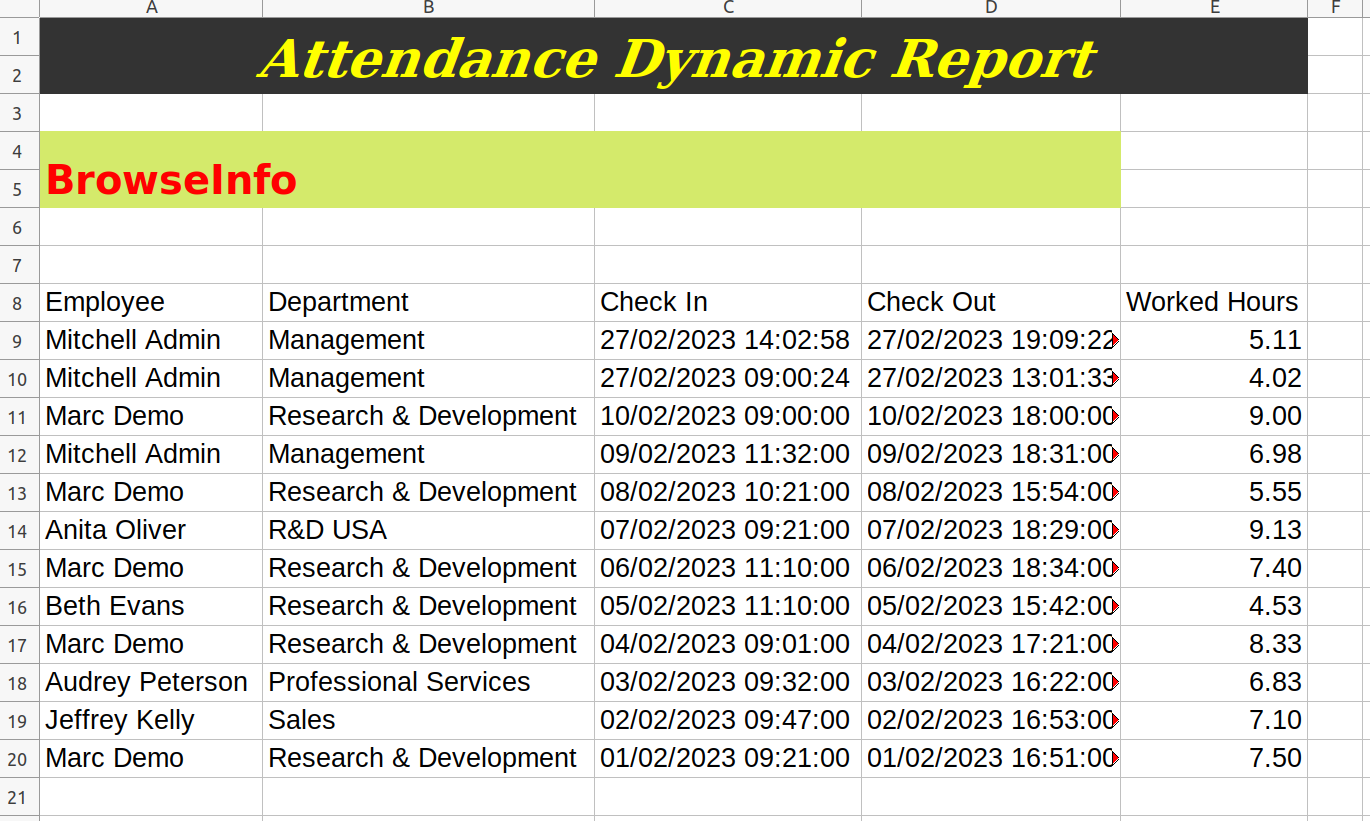 A B C D E F
1 Attendance Dynamic Report
2
3
4
5 BrowseInfo
6
7
8 Employee Department Check In Check Out Worked Hours
9 Mitchell Admin Management 27/02/2023 14:02:58 27/02/2023 19:09:22 5.11
10 Mitchell Admin Management 27/02/2023 09:00:24 27/02/2023 13:01:33 4.02
11 Marc Demo Research & Development 10/02/2023 09:00:00 10/02/2023 18:00:00 9.00
12 Mitchell Admin Management 09/02/2023 11:32:00 09/02/2023 18:31:00 6.98
13 Marc Demo Research & Development 08/02/2023 10:21:00 08/02/2023 15:54:00 5.55
14 Anita Oliver R&D USA 07/02/2023 09:21:00 07/02/2023 18:29:00 9.13
15 Marc Demo Research & Development 06/02/2023 11:10:00 06/02/2023 18:34:00 7.40
16 Beth Evans Research & Development 05/02/2023 11:10:00 05/02/2023 15:42:00 4.53
17 Marc Demo Research & Development 04/02/2023 09:01:00 04/02/2023 17:21:00 8.33
18 Audrey Peterson Professional Services 03/02/2023 09:32:00 03/02/2023 16:22:00 6.83
19 Jeffrey Kelly Sales 02/02/2023 09:47:00 02/02/2023 16:53:00 7.10
20 Marc Demo Research & Development 01/02/2023 09:21:00 01/02/2023 16:51:00 7.50
21